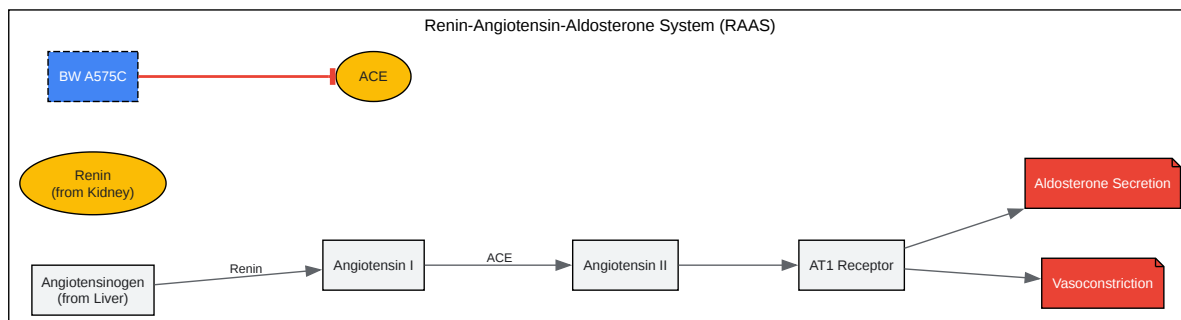 Renin-Angiotensin-Aldosterone System (RAAS)
BW A575C
ACE
Renin
(from Kidney)
Aldosterone Secretion
Renin
ACE
Angiotensinogen
(from Liver)
Angiotensin I
Angiotensin II
AT1 Receptor
Vasoconstriction